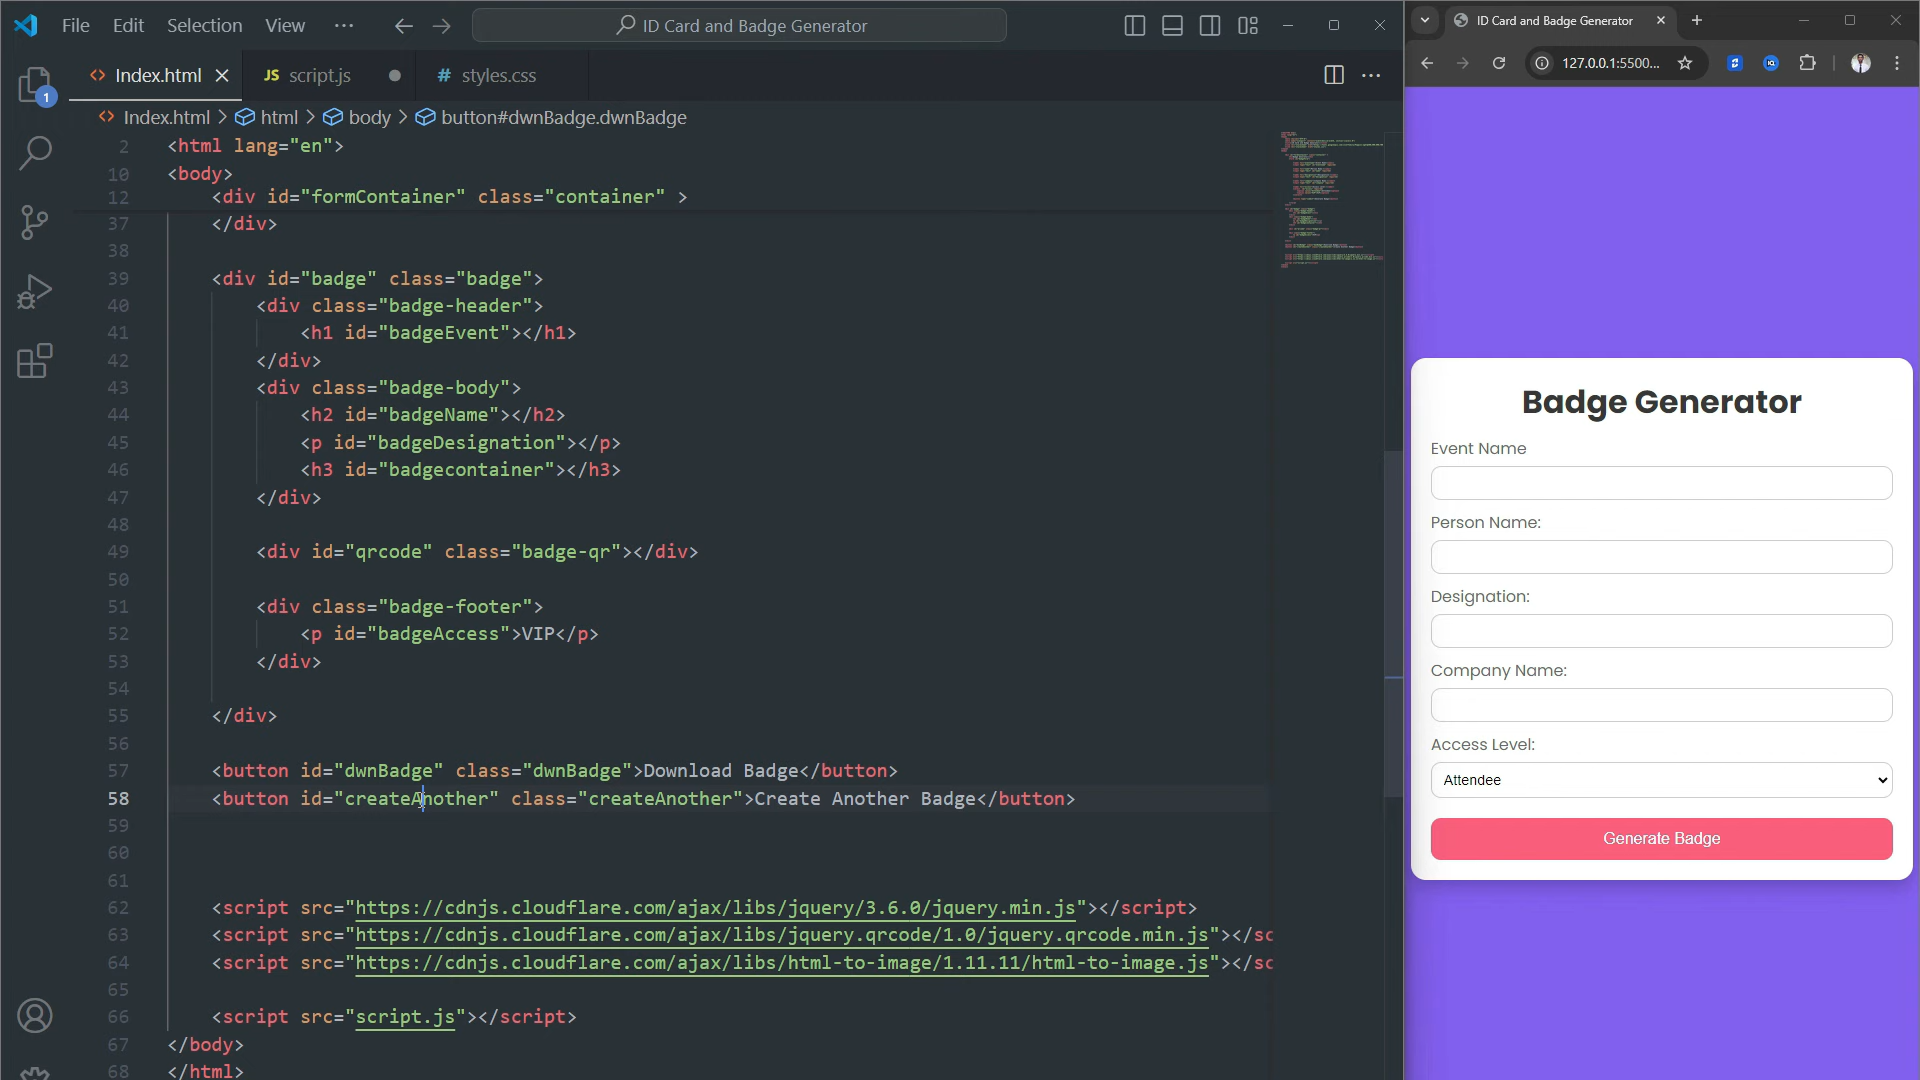 File Edit Selection View ··· ID Card and Badge Generator
Index.html JS script.js # styles.css
Index.html > html > body > button#dwnBadge.dwnBadge
2 <html lang="en">
10 <body>
12 <div id="formContainer" class="container" >
37 </div>
38
39 <div id="badge" class="badge">
40 <div class="badge-header">
41 <h1 id="badgeEvent"></h1>
42 </div>
43 <div class="badge-body">
44 <h2 id="badgeName"></h2>
45 <p id="badgeDesignation"></p>
46 <h3 id="badgecontainer"></h3>
47 </div>
48
49 <div id="qrcode" class="badge-qr"></div>
50
51 <div class="badge-footer">
52 <p id="badgeAccess">VIP</p>
53 </div>
54
55 </div>
56
57 <button id="dwnBadge" class="dwnBadge">Download Badge</button>
58 <button id="createAnother" class="createAnother">Create Another Badge</button>
59
60
61
62 <script src="https://cdnjs.cloudflare.com/ajax/libs/jquery/3.6.0/jquery.min.js"></script>
63 <script src="https://cdnjs.cloudflare.com/ajax/libs/jquery.qrcode/1.0/jquery.qrcode.min.js"></sc
64 <script src="https://cdnjs.cloudflare.com/ajax/libs/html-to-image/1.11.11/html-to-image.js"></sc
65
66 <script src="script.js"></script>
67 </body>
68 </html>
1
ID Card and Badge Generator
127.0.0.1:5500...
Badge Generator
Event Name
Person Name:
Designation:
Company Name:
Access Level:
Attendee
Generate Badge